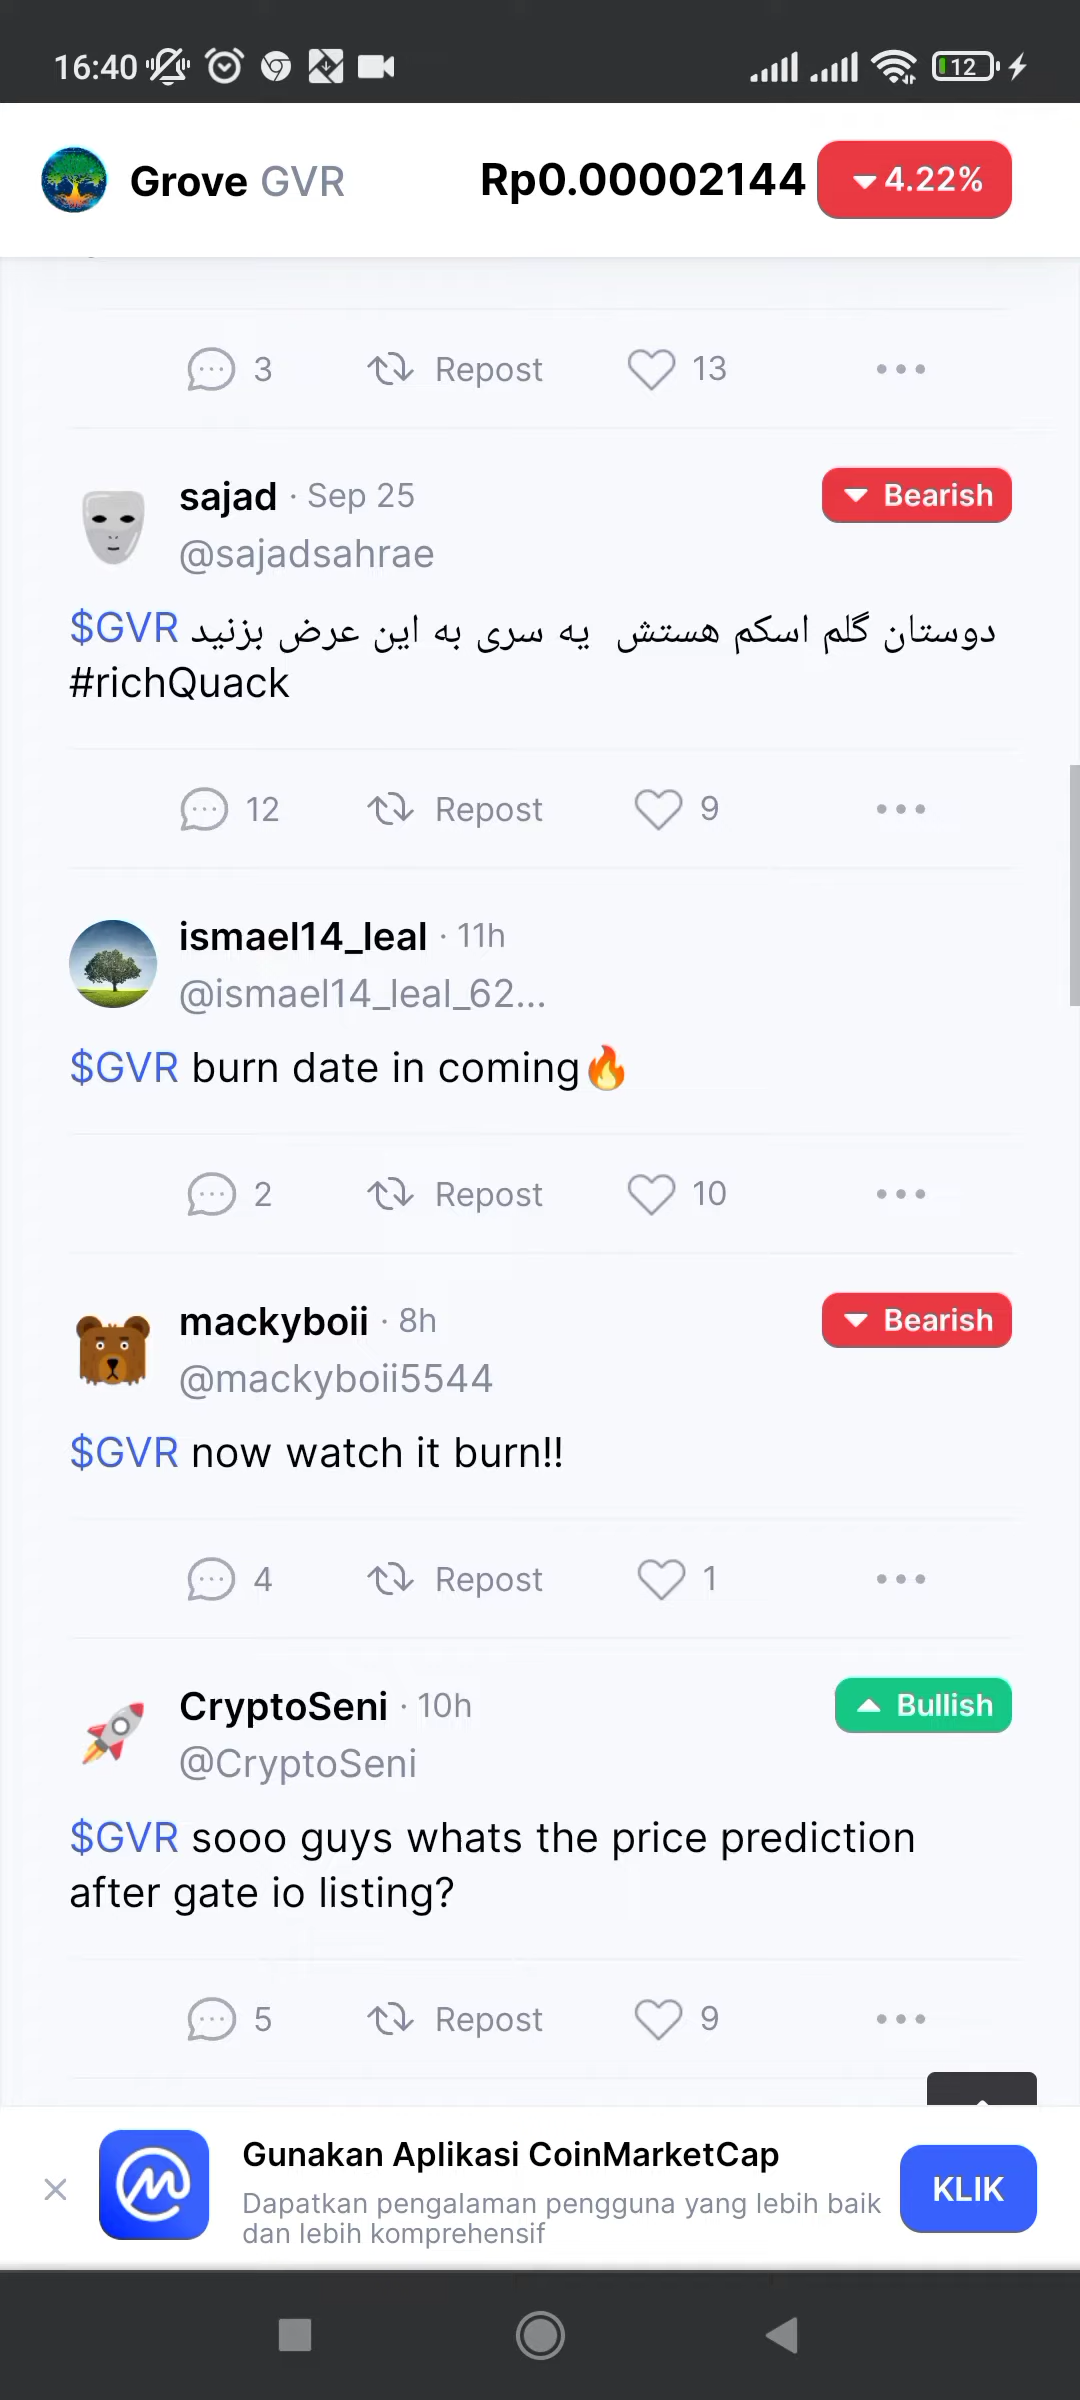 16:40
12
Grove GVR
Rp0.00002144
4.22%
3
Repost
13
sajad · Sep 25
Bearish
@sajadsahrae
$GVR دوستان گلم اسکم هستش  یه سری به این عرض بزنید
#richQuack
12
Repost
9
ismael14_leal · 11h
@ismael14_leal_62...
$GVR burn date in coming🔥
2
Repost
10
mackyboii · 8h
Bearish
@mackyboii5544
$GVR now watch it burn!!
4
Repost
1
CryptoSeni · 10h
Bullish
@CryptoSeni
$GVR sooo guys whats the price prediction
after gate io listing?
5
Repost
9
Gunakan Aplikasi CoinMarketCap
Dapatkan pengalaman pengguna yang lebih baik
dan lebih komprehensif
KLIK